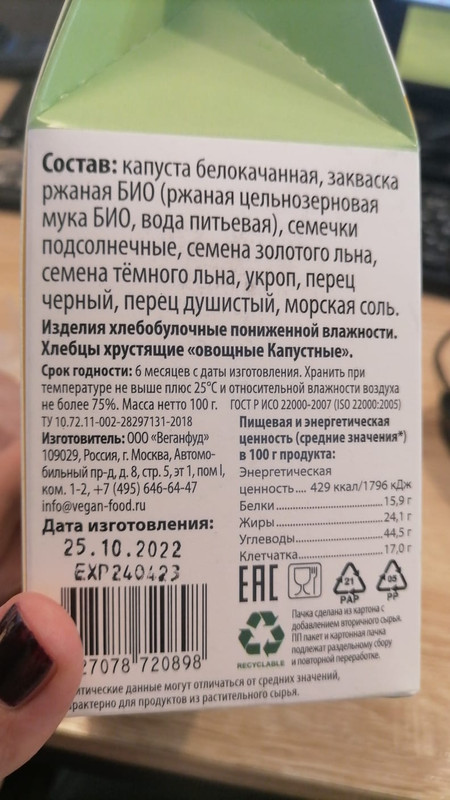 Состав: капуста белокачанная, закваска
ржаная БИО (ржаная цельнозерновая
мука БИО, вода питьевая), семечки
подсолнечные, семена золотого льна,
семена тёмного льна, укроп, перец
черный, перец душистый, морская соль.
Изделия хлебобулочные пониженной влажности.
Хлебцы хрустящие «овощные Капустные».
Срок годности: 6 месяцев с даты изготовления. Хранить при
температуре не выше плюс 25°С и относительной влажности воздуха
не более 75%. Масса нетто 100 г. ГОСТ Р ИСО 22000-2007 (ISO 22000:2005)
ТУ 10.72.11-002-28297131-2018
Изготовитель: ООО «Веганфуд»
109029, Россия, г. Москва, Автомо-
бильный пр-д, д. 8, стр. 5, эт 1, пом I,
ком. 1-2, +7 (495) 646-64-47
info@vegan-food.ru
Дата изготовления:
25.10.2022
EXP240423
27078 720898
Пищевая и энергетическая
ценность (средние значения*)
в 100 г продукта:
Энергетическая
ценность.... 429 ккал/1796 кДж
Белки..........15,9 г
Жиры..........24,1 г
Углеводы..........44,5 г
Клетчатка..........17,0 г
EAC
21
PAP
05
PP
RECYCLABLE
Пачка сделана из картона с
добавлением вторичного сырья.
ПП пакет и картонная пачка
подлежат раздельному сбору
и повторной переработке.
данные могут отличаться от средних значений,
для продуктов из растительного сырья.